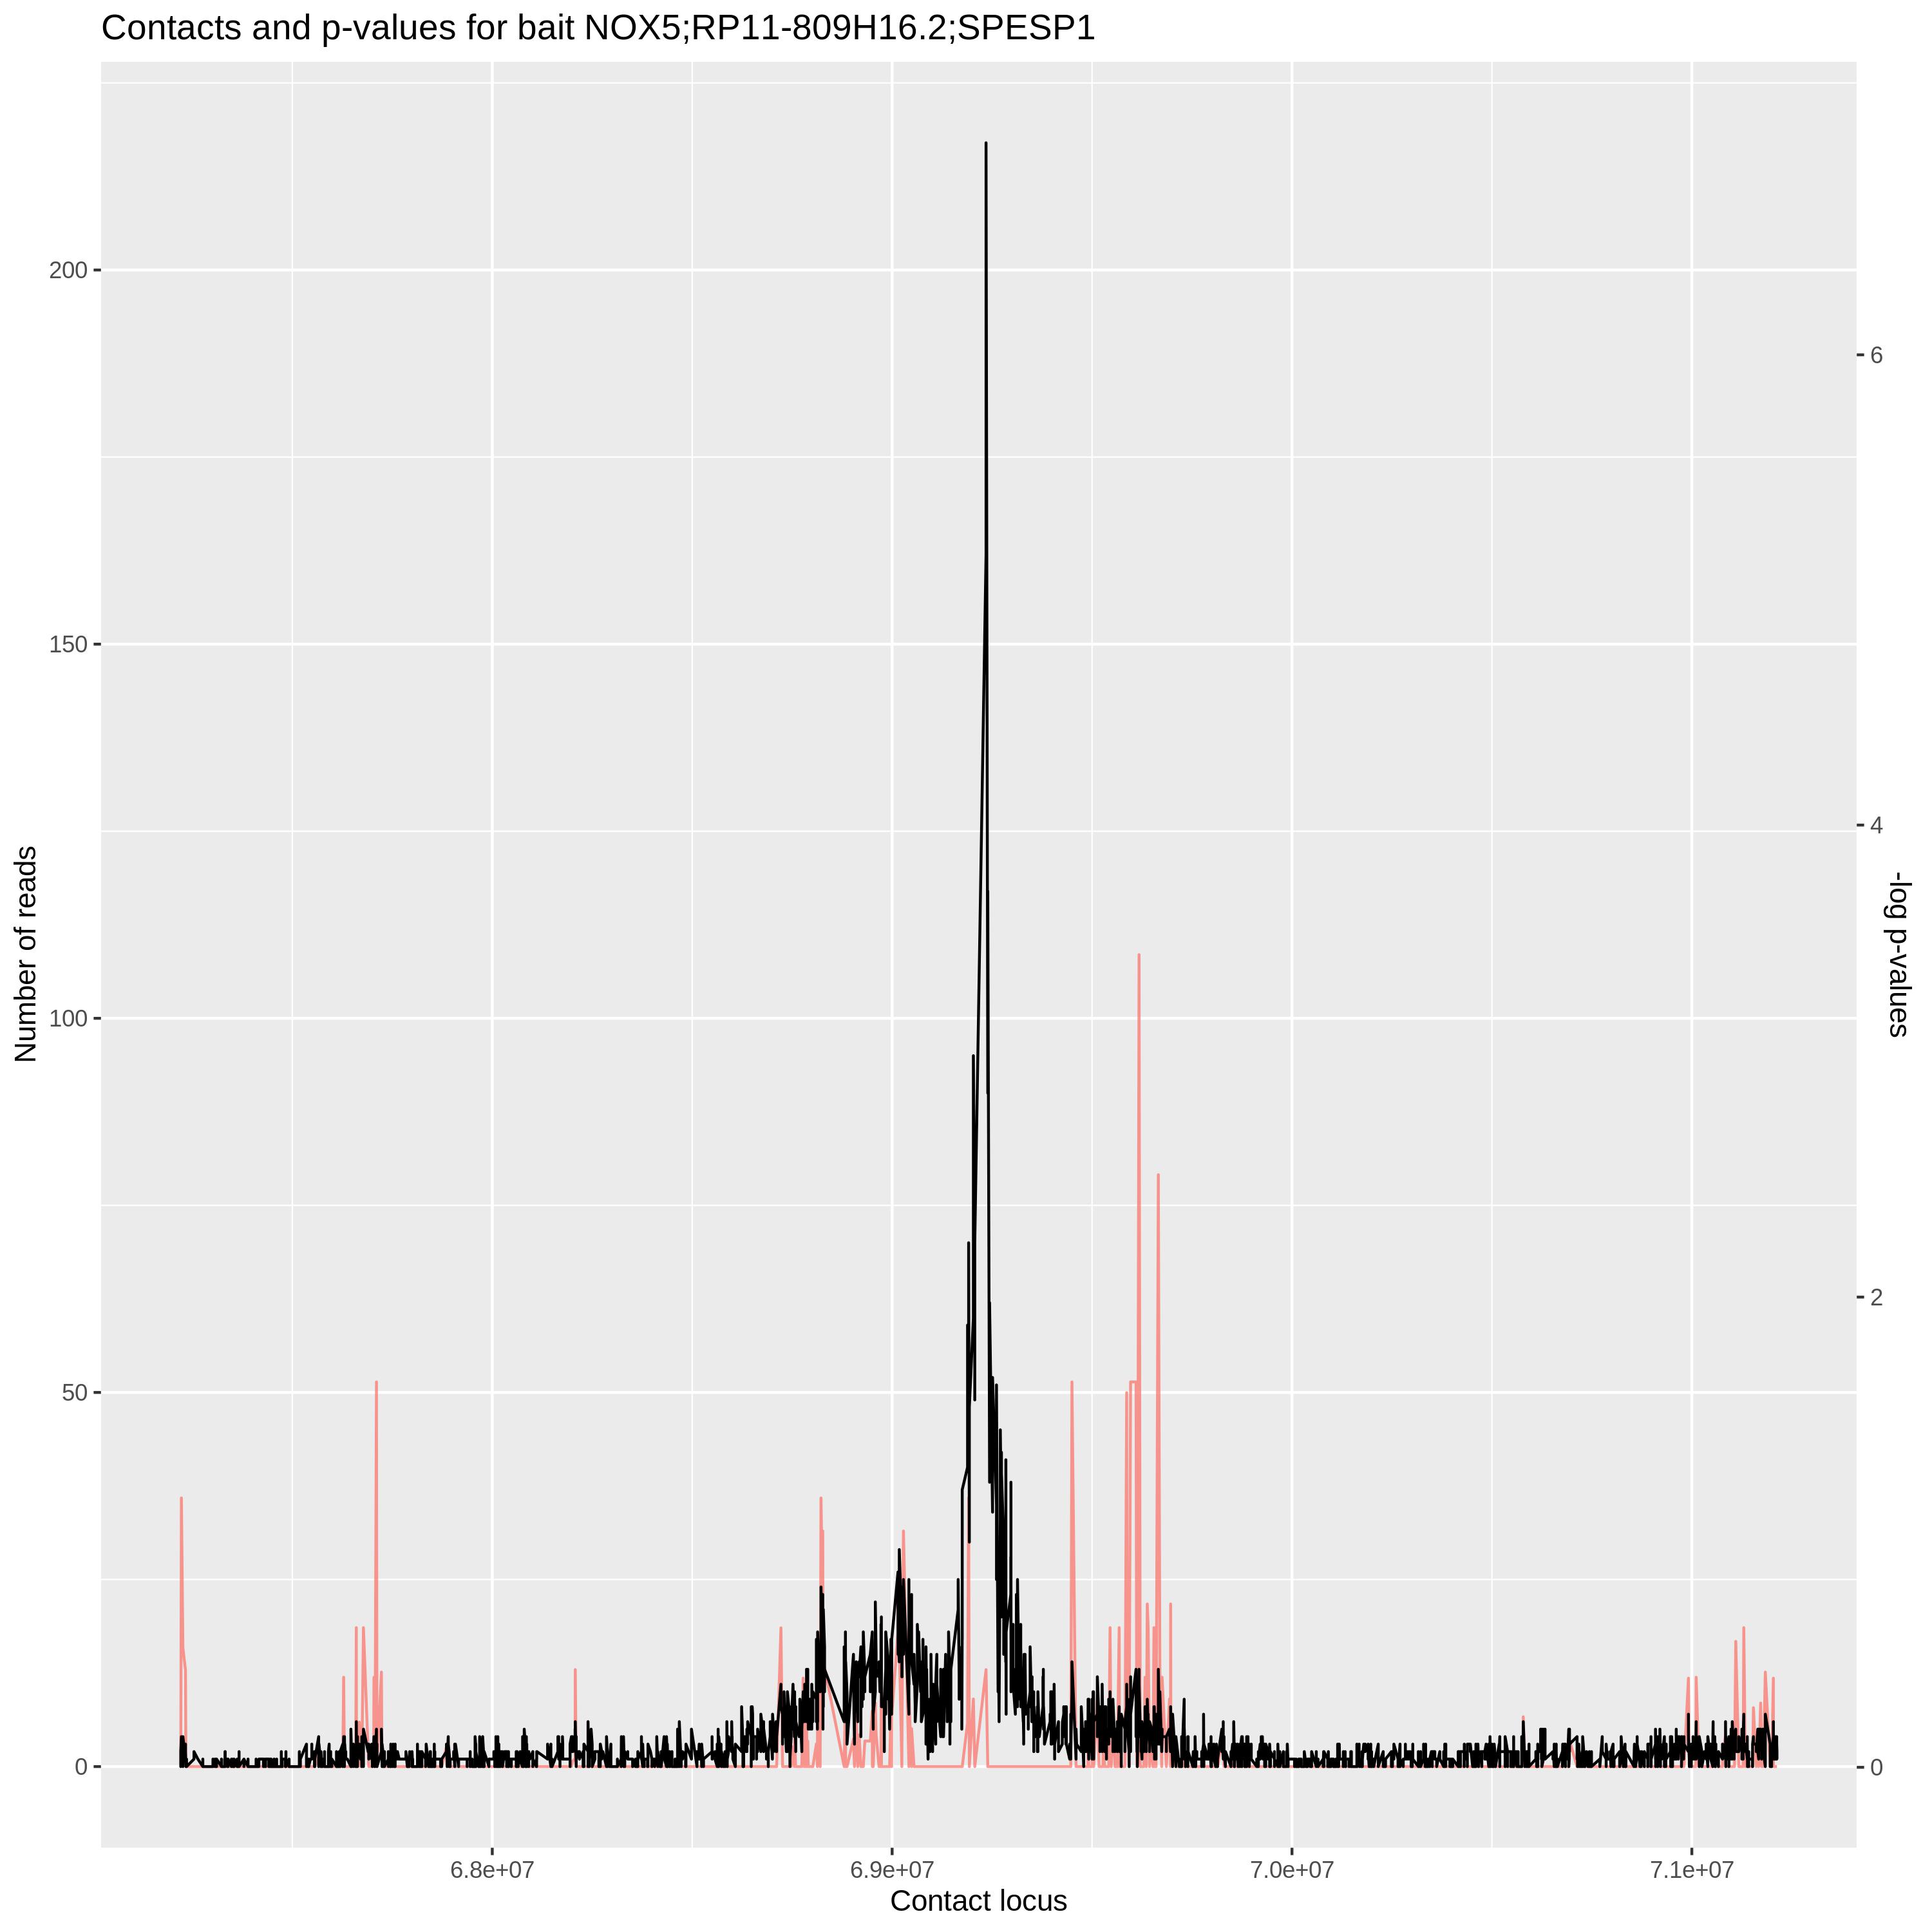 Contacts and p-values for bait NOX5;RP11-809H16.2;SPESP1
200
150
100
50
0
Number of reads
6
4
2
0
-log p-values
6.8e+07
6.9e+07
7.0e+07
7.1e+07
Contact locus